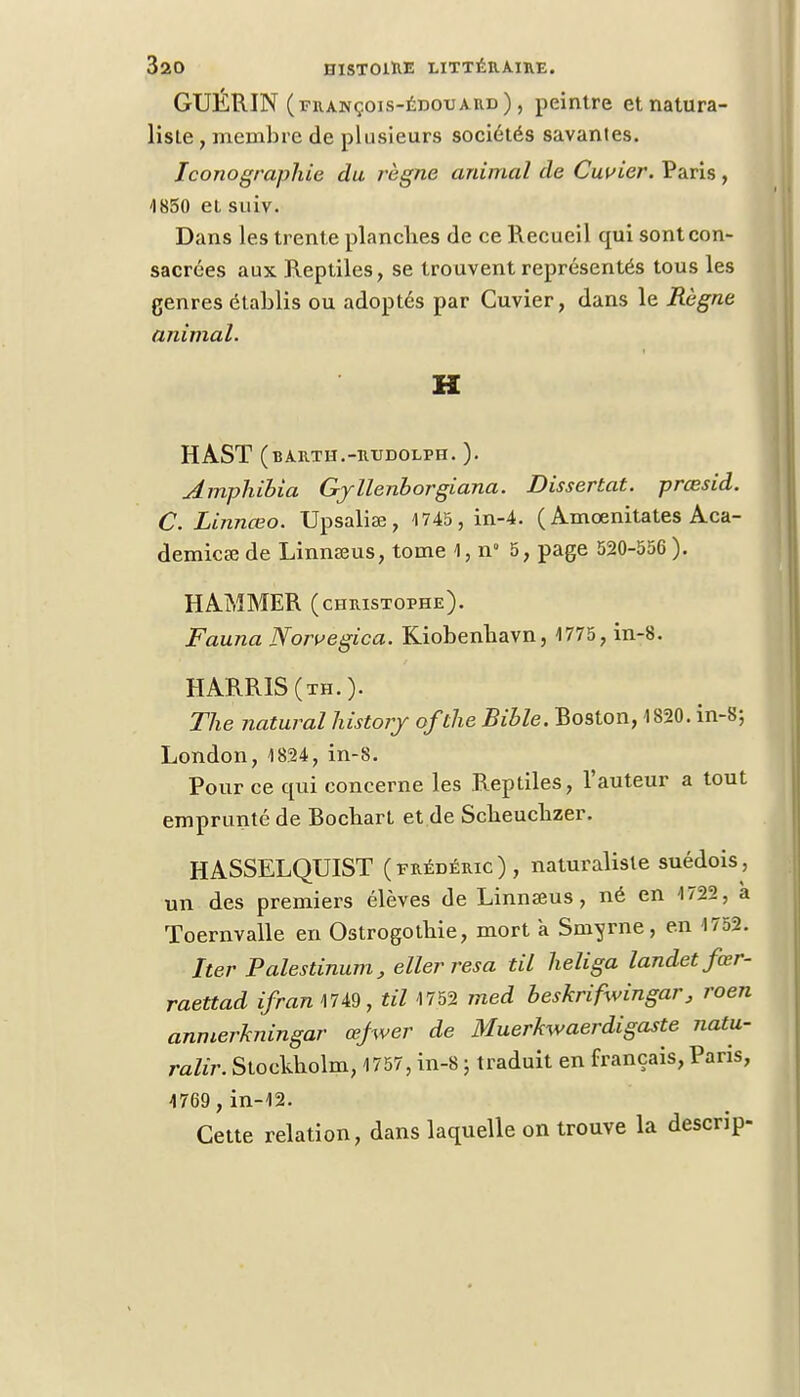 320 HISTOIRE LITTÉRAIRE.
GUÉRIN (FRANÇOIS-ÉDOUARD), peintre et natura-
liste, membre de plusieurs sociétés savantes.
Iconographie du règne animal de Cuvier. Paris,
1830 et suiv.
Dans les trente planches de ce Recueil qui sont con-
sacrées aux Reptiles, se trouvent représentés tous les
genres établis ou adoptés par Cuvier, dans le Règne
animal.
H
HAST (BARTH.-RUDOLPH.).
Amphibia Gyllenborgiana. Dissertat. præsid.
C. Linnæo. Upsaliæ, 1745, in-4. (Amœnitates Aca-
demicæ de Linnæus, tome 1, n° 5, page 520-556).
HAMMER (CHRISTOPHE).
Fauna Norvegica. Kiobenhavn, 1775, in-8.
HARRIS (TH.).
The natural history of the Bible. Boston, 1820. in-8;
London, 1824, in-8.
Pour ce qui concerne les Reptiles, l'auteur a tout
emprunté de Bochart et de Scheuchzer.
HASSELQUIST (FRÉDÉRIC), naturaliste suédois,
un des premiers élèves de Linnæus, né en 1722, à
Toernvalle en Ostrogothie, mort à Smyrne, en 1752.
Iter Palestinum, eller resa til heliga landet fœr-
raettad ifran 1749, til 1752 med beskrifwingar, roen
anmerkningar œfwer de Muerkwaerdigaste natu-
ralir. Stockholm, 1757, in-8; traduit en français, Paris,
1769, in-12.
Cette relation, dans laquelle on trouve la descrip-